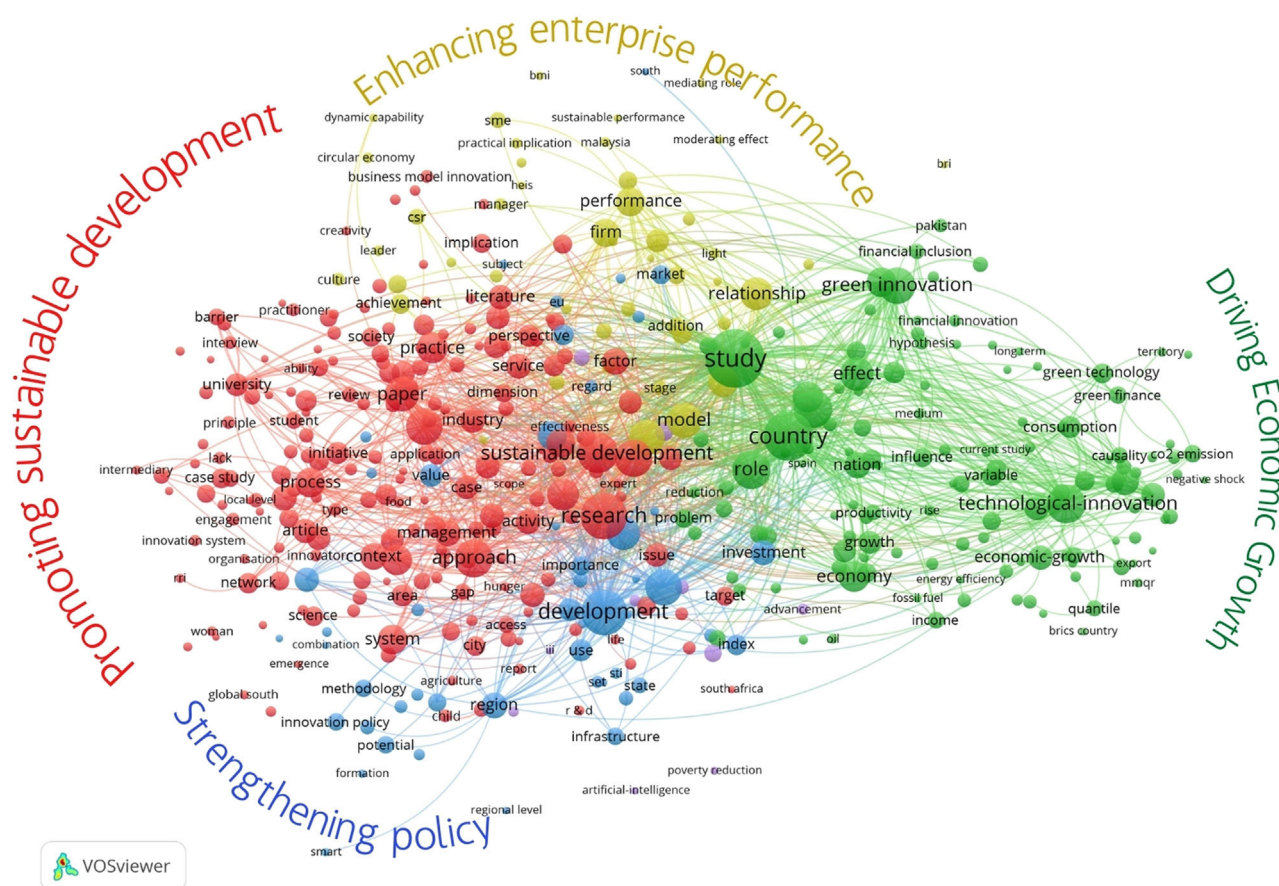 Enhancing enterprise performance
Promoting sustainable development
Driving Economic Growth
Strengthening policy
bmi
south
mediating role
dynamic capability
sme
sustainable performance
practical implication
malaysia
moderating effect
circular economy
bri
business model innovation
heis
manager
performance
csr
pakistan
creativity
implication
firm
leader
subject
light
financial inclusion
culture
market
green innovation
achievement
literature
eu
relationship
practitioner
barrier
society
perspective
addition
financial innovation
interview
practice
hypothesis
long term
territory
ability
service
factor
study
effect
green technology
university
review
paper
dimension
regard
stage
green finance
principle
student
industry
effectiveness
model
medium
consumption
initiative
application
sustainable development
country
lack
intermediary
case study
process
value
case
scope
expert
role
spain
nation
influence
current study
causality
co2 emission
variable
negative shock
local level
type
food
reduction
engagement
article
management
activity
research
problem
productivity
rise
technological-innovation
innovation system
organisation
innovator
context
approach
importance
issue
investment
growth
economic-growth
export
rri
network
area
gap
hunger
target
economy
energy efficiency
fossil fuel
mmqr
science
access
development
advancement
income
quantile
woman
combination
system
city
iii
use
life
index
oil
brics country
emergence
report
sti
global south
methodology
agriculture
set
state
south africa
child
region
r & d
innovation policy
potential
infrastructure
formation
poverty reduction
artificial-intelligence
regional level
smart
VOSviewer